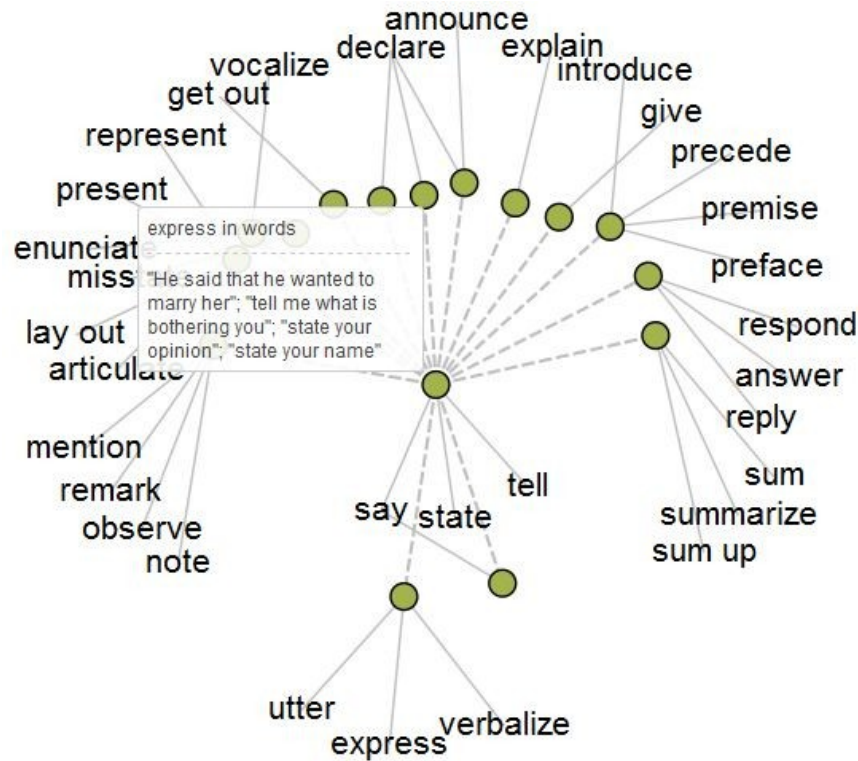 announce
declare
explain
vocalize
introduce
get out
give
represent
precede
present
premise
express in words
enunciate
preface
misstate
"He said that he wanted to
marry her"; "tell me what is
bothering you"; "state your
opinion"; "state your name"
lay out
respond
articulate
answer
reply
mention
sum
tell
remark
say
state
summarize
observe
sum up
note
utter
verbalize
express